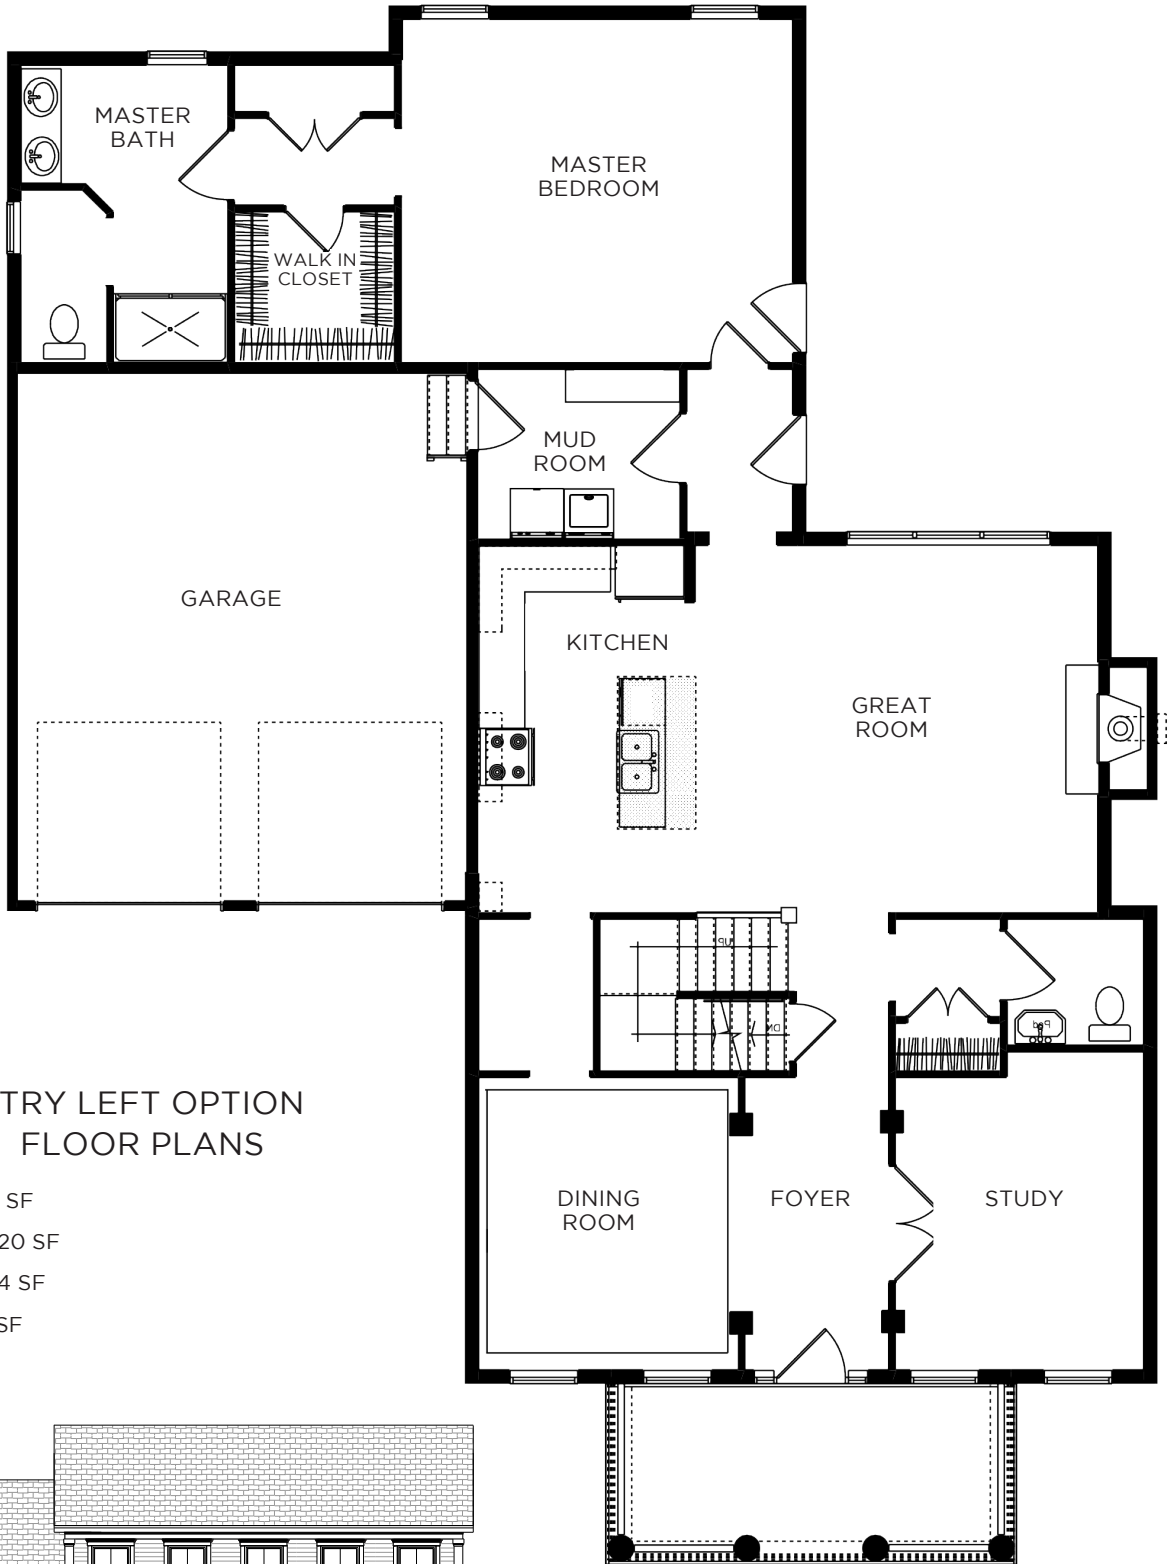 MASTER
BATH
MASTER
BEDROOM
WALK IN
CLOSET
MUD
ROOM
GARAGE
KITCHEN
GREAT
ROOM
UP
DN
Ped
TRY LEFT OPTION
FLOOR PLANS
SF
20 SF
4 SF
SF
DINING
ROOM
FOYER
STUDY